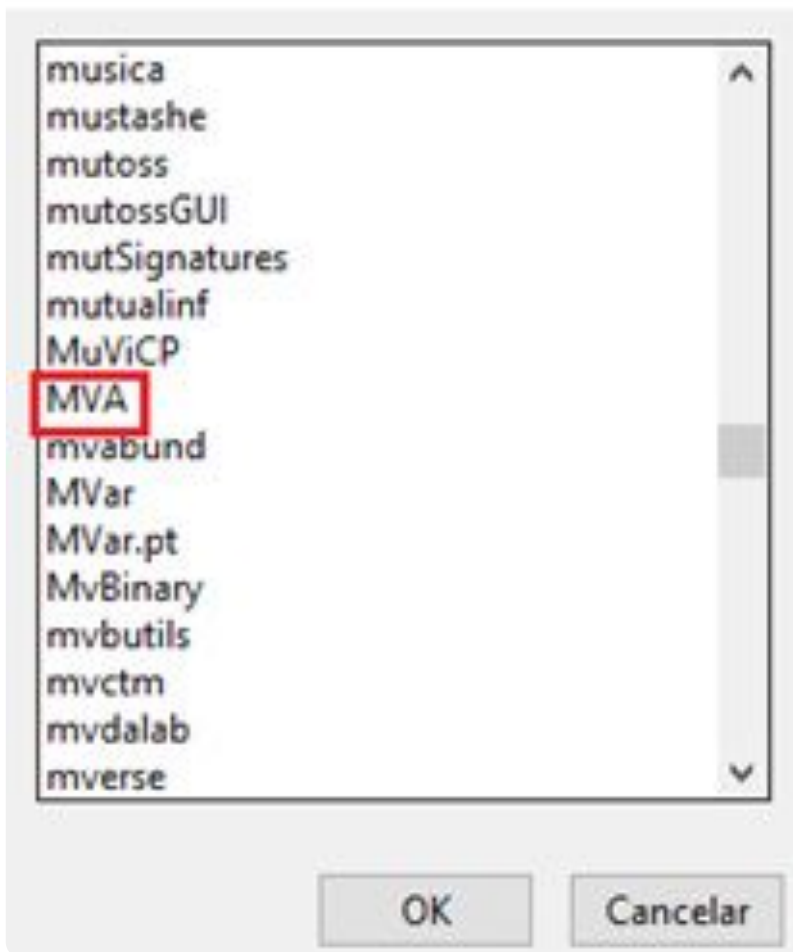 musica
mustashe
mutoss
mutossGUI
mutSignatures
mutualinf
MuViCP
MVA
mvabund
MVar
MVar.pt
MvBinary
mvbutils
mvctm
mvdalab
mverse
OK Cancelar